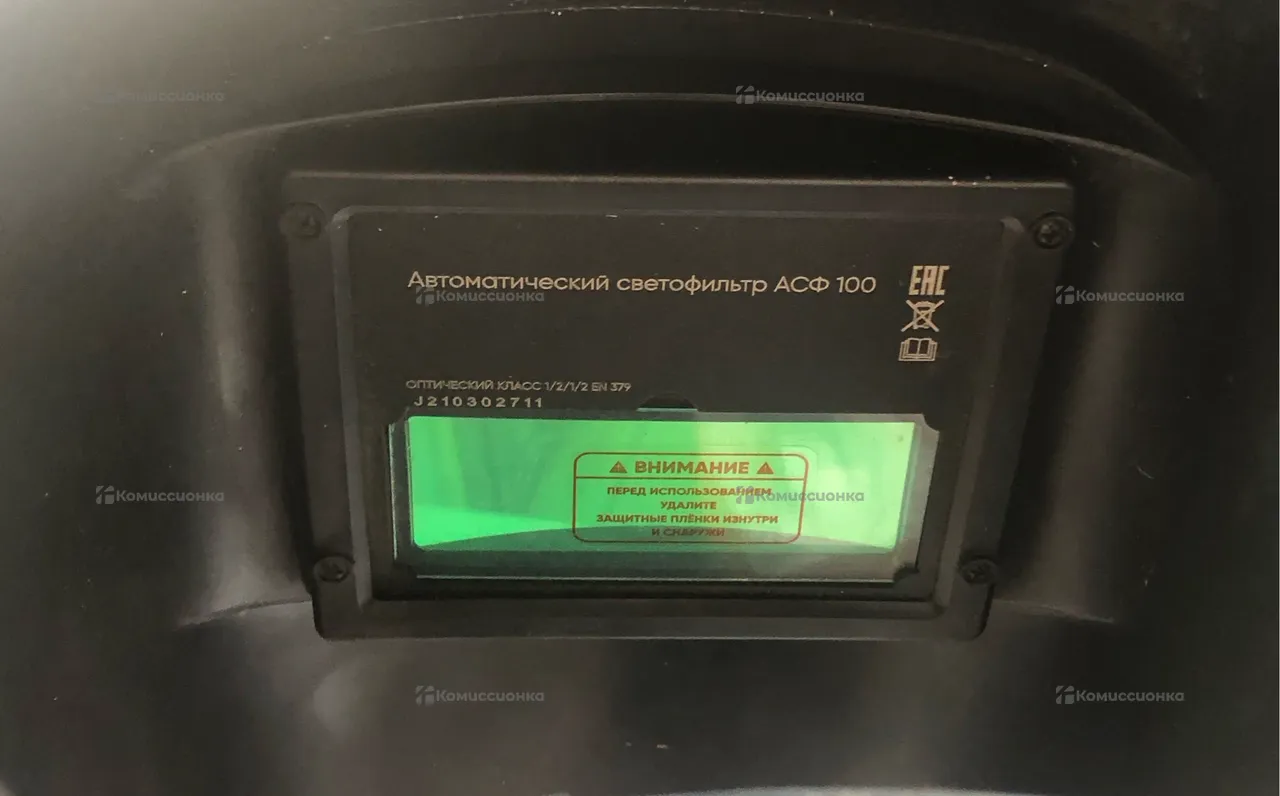 Комиссионка
Комиссионка
Автоматический светофильтр АСФ 100
EAC
Комиссионка
Комиссионка
ОПТИЧЕСКИЙ КЛАСС 1/2/1/2 EN 379
J210302711
ВНИМАНИЕ
ПЕРЕД ИСПОЛЬЗОВАНИЕМ
УДАЛИТЕ
ЗАЩИТНЫЕ ПЛЁНКИ ИЗНУТРИ
И СНАРУЖИ
Комиссионка
Комиссионка
Комиссионка
Комиссионка